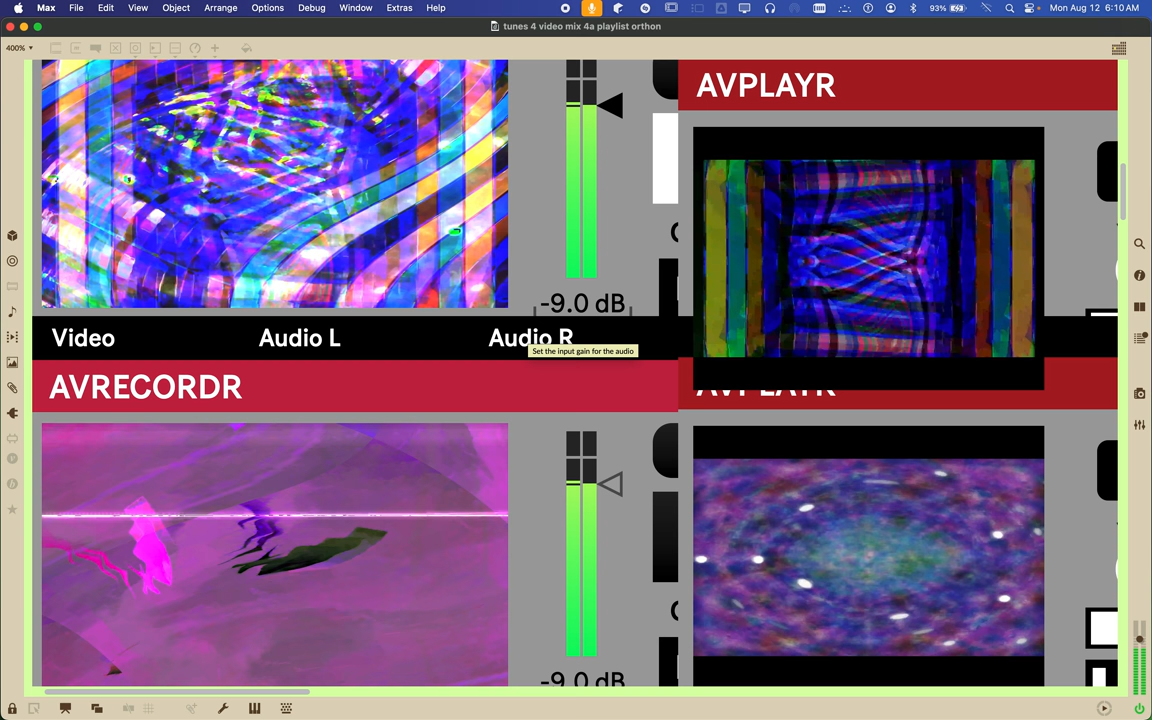 Max File Edit View Object Arrange Options Debug Window Extras Help 93% Mon Aug 12 6:10 AM
tunes 4 video mix 4a playlist orthon
400%
AVPLAYR
-9.0 dB
Video Audio L Audio R
Set the input gain for the audio
AVRECORDR
AVPLAYR
-9.0 dB